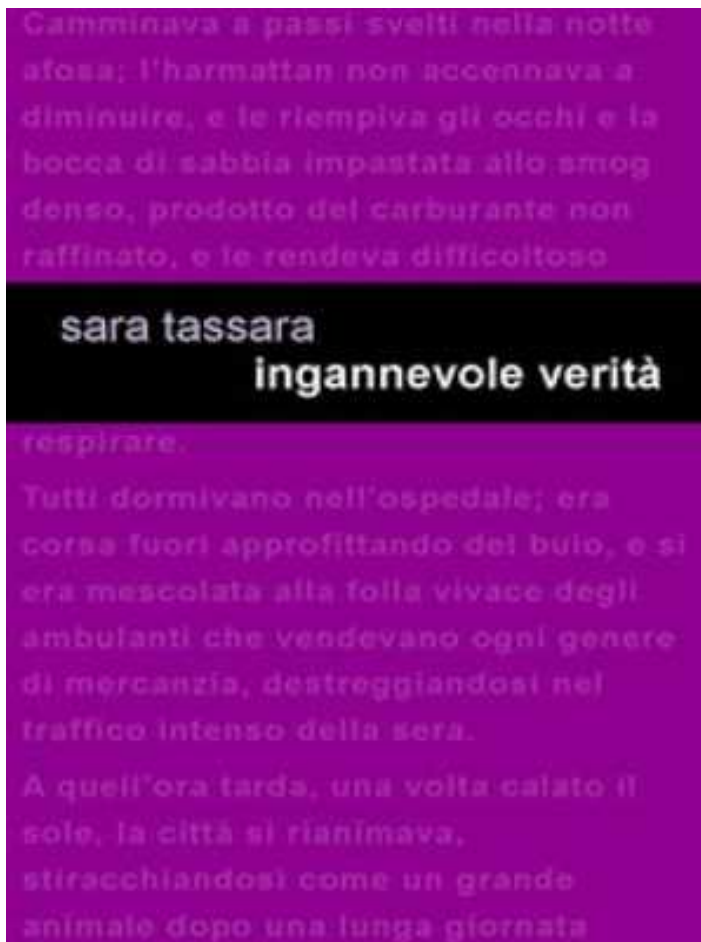 Camminava a passi svelti nella notte
afosa; l'harmattan non accennava a
diminuire, e le riempiva gli occhi e la
bocca di sabbia impastata allo smog
denso, prodotto del carburante non
raffinato, e le rendeva difficoltoso
sara tassara
ingannevole verità
respirare.
Tutti dormivano nell'ospedale; era
corsa fuori approfittando del buio, e si
era mescolata alla folla vivace degli
ambulanti che vendevano ogni genere
di mercanzia, destreggiandosi nel
traffico intenso della sera.
A quell'ora tarda, una volta calato il
sole, la città si rianimava,
stiracchiandosi come un grande
animale dopo una lunga giornata